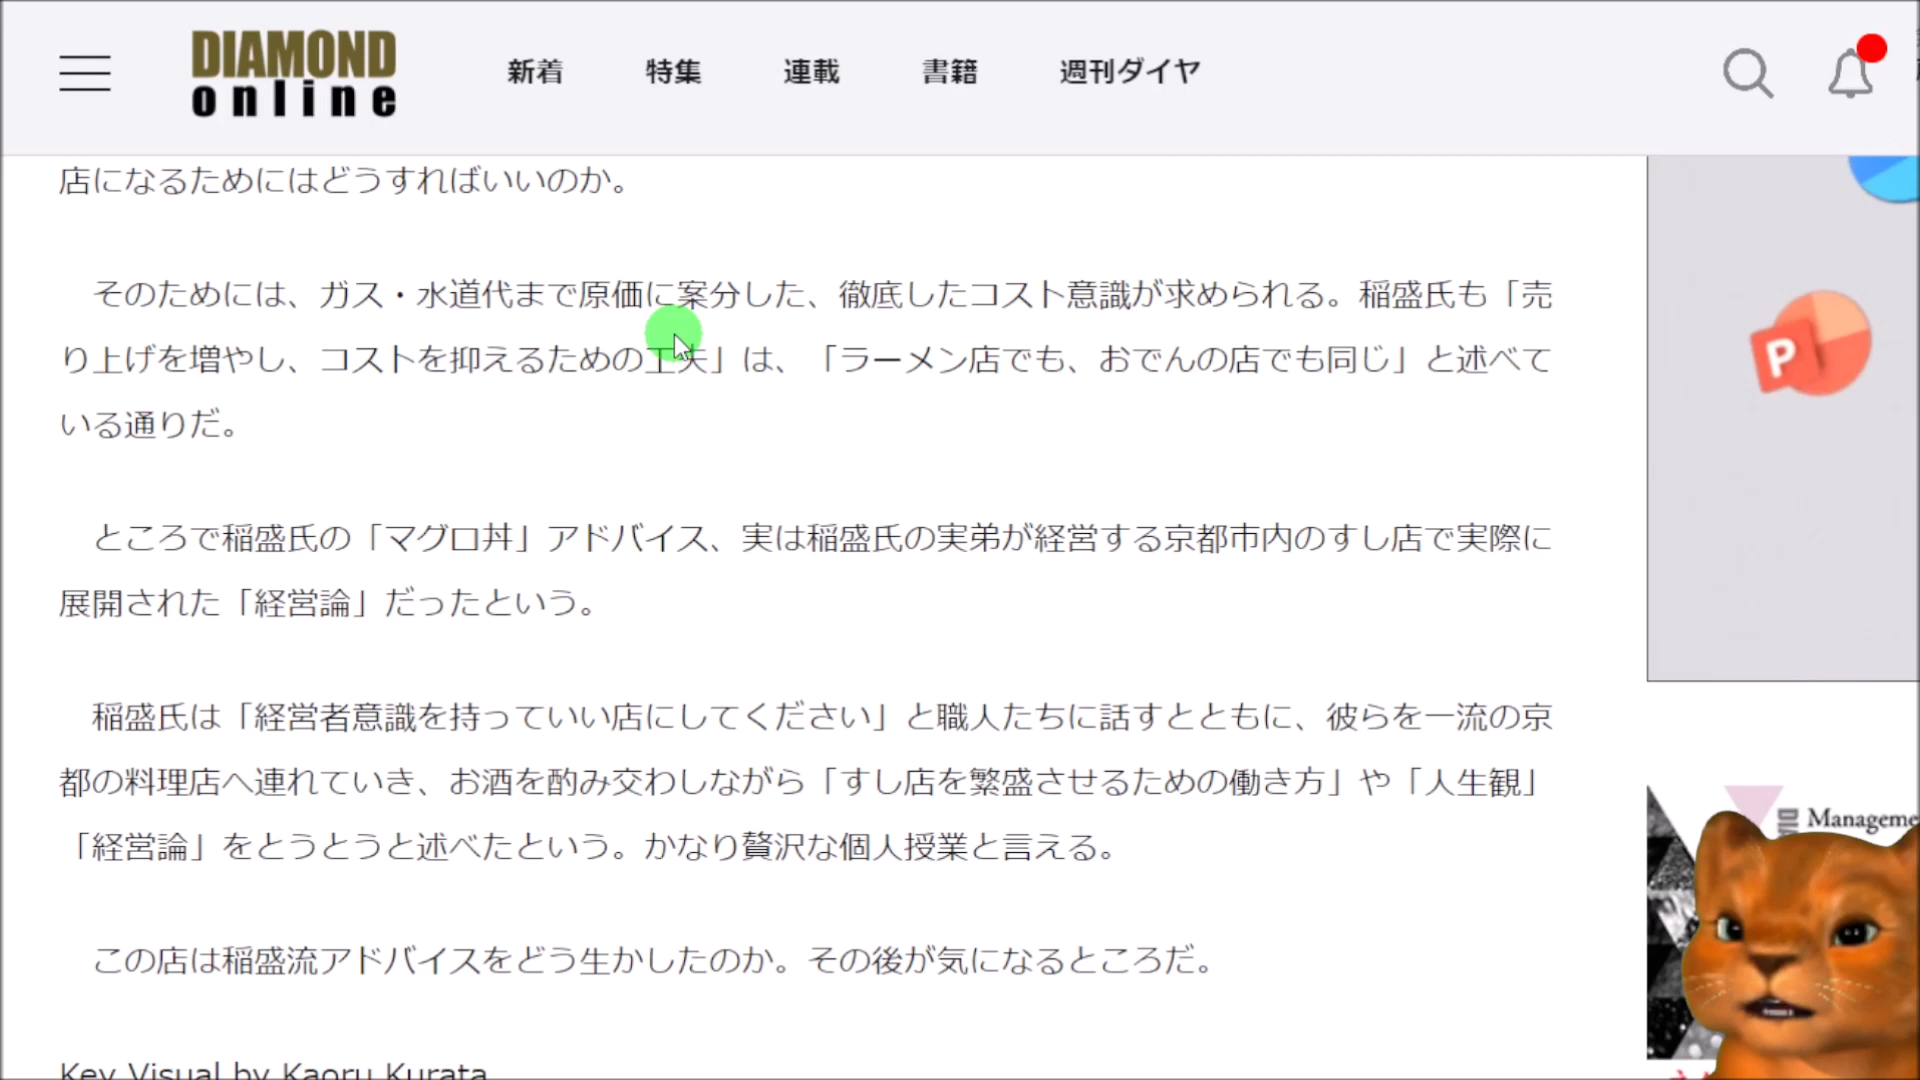 DIAMOND
online
新着 特集 連載 書籍 週刊ダイヤ
店になるためにはどうすればいいのか。
そのためには、ガス・水道代まで原価に案分した、徹底したコスト意識が求められる。稲盛氏も「売
り上げを増やし、コストを抑えるための工夫」は、「ラーメン店でも、おでんの店でも同じ」と述べて
いる通りだ。
ところで稲盛氏の「マグロ丼」アドバイス、実は稲盛氏の実弟が経営する京都市内のすし店で実際に
展開された「経営論」だったという。
稲盛氏は「経営者意識を持っていい店にしてください」と職人たちに話すとともに、彼らを一流の京
都の料理店へ連れていき、お酒を酌み交わしながら「すし店を繁盛させるための働き方」や「人生観」
「経営論」をとうとうと述べたという。かなり贅沢な個人授業と言える。
この店は稲盛流アドバイスをどう生かしたのか。その後が気になるところだ。
Key Visual by Kaoru Kurata
P
Manageme